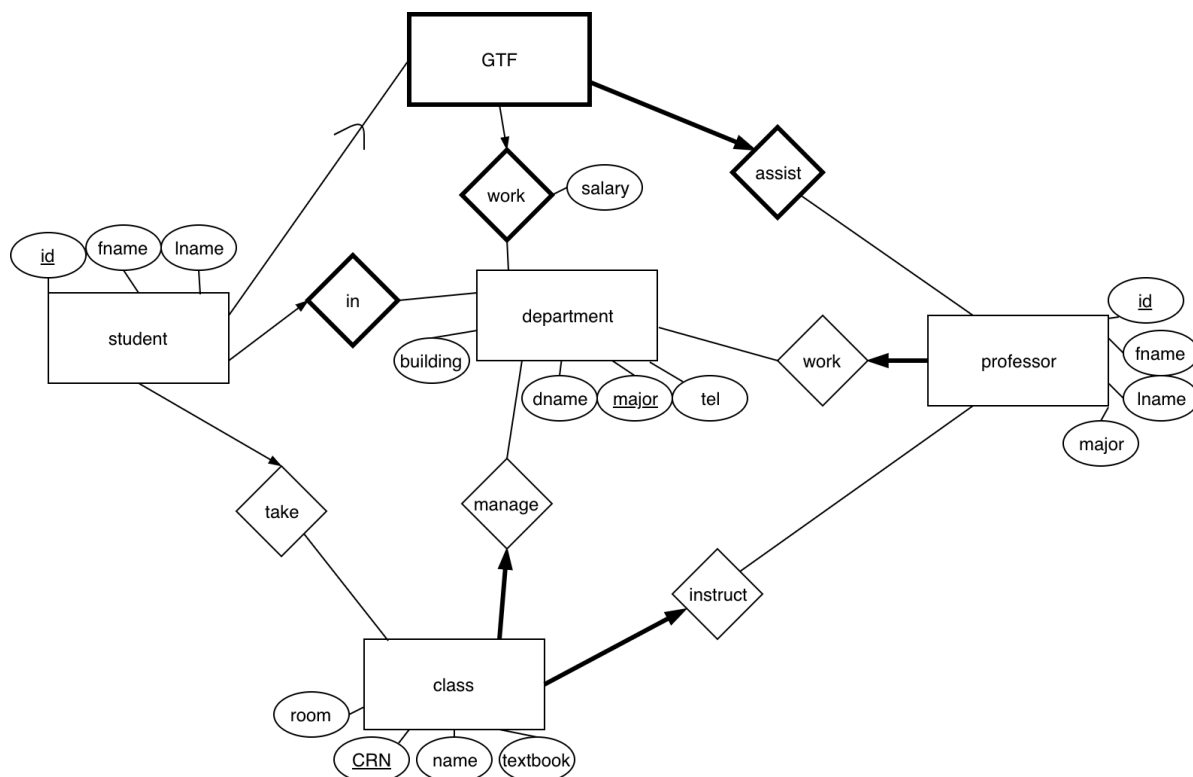 GTF
assist
work
salary
id
fname
lname
in
student
department
building
dname
major
tel
work
professor
id
fname
lname
major
take
manage
instruct
class
room
CRN
name
textbook